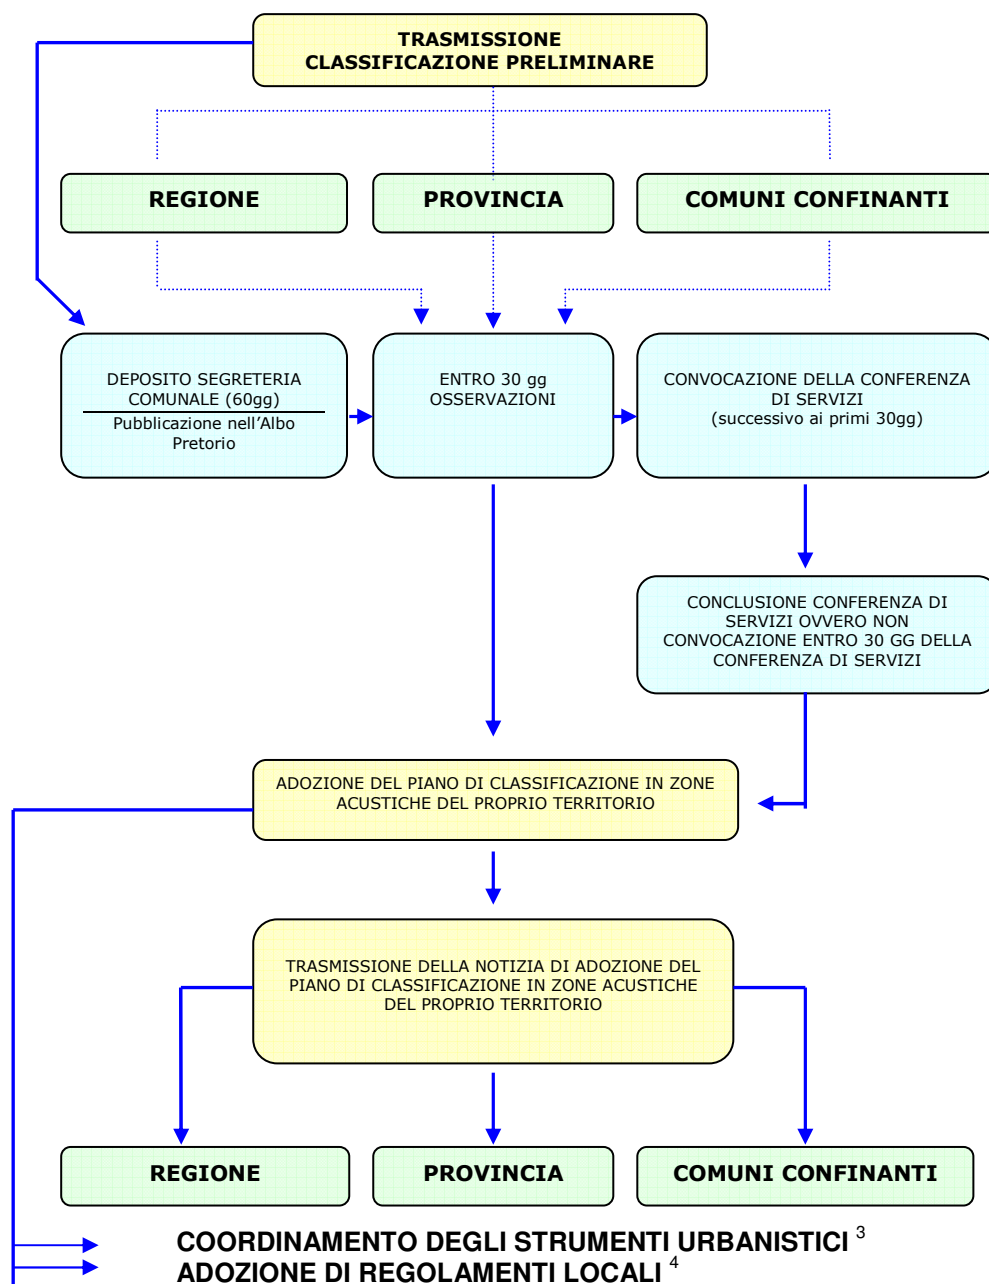 TRASMISSIONE
CLASSIFICAZIONE PRELIMINARE
REGIONE
PROVINCIA
COMUNI CONFINANTI
DEPOSITO SEGRETERIA
COMUNALE (60gg)
Pubblicazione nell'Albo
Pretorio
ENTRO 30 gg
OSSERVAZIONI
CONVOCAZIONE DELLA CONFERENZA
DI SERVIZI
(successivo ai primi 30gg)
CONCLUSIONE CONFERENZA DI
SERVIZI OVVERO NON
CONVOCAZIONE ENTRO 30 GG DELLA
CONFERENZA DI SERVIZI
ADOZIONE DEL PIANO DI CLASSIFICAZIONE IN ZONE
ACUSTICHE DEL PROPRIO TERRITORIO
TRASMISSIONE DELLA NOTIZIA DI ADOZIONE DEL
PIANO DI CLASSIFICAZIONE IN ZONE ACUSTICHE
DEL PROPRIO TERRITORIO
REGIONE
PROVINCIA
COMUNI CONFINANTI
COORDINAMENTO DEGLI STRUMENTI URBANISTICI 3
ADOZIONE DI REGOLAMENTI LOCALI 4